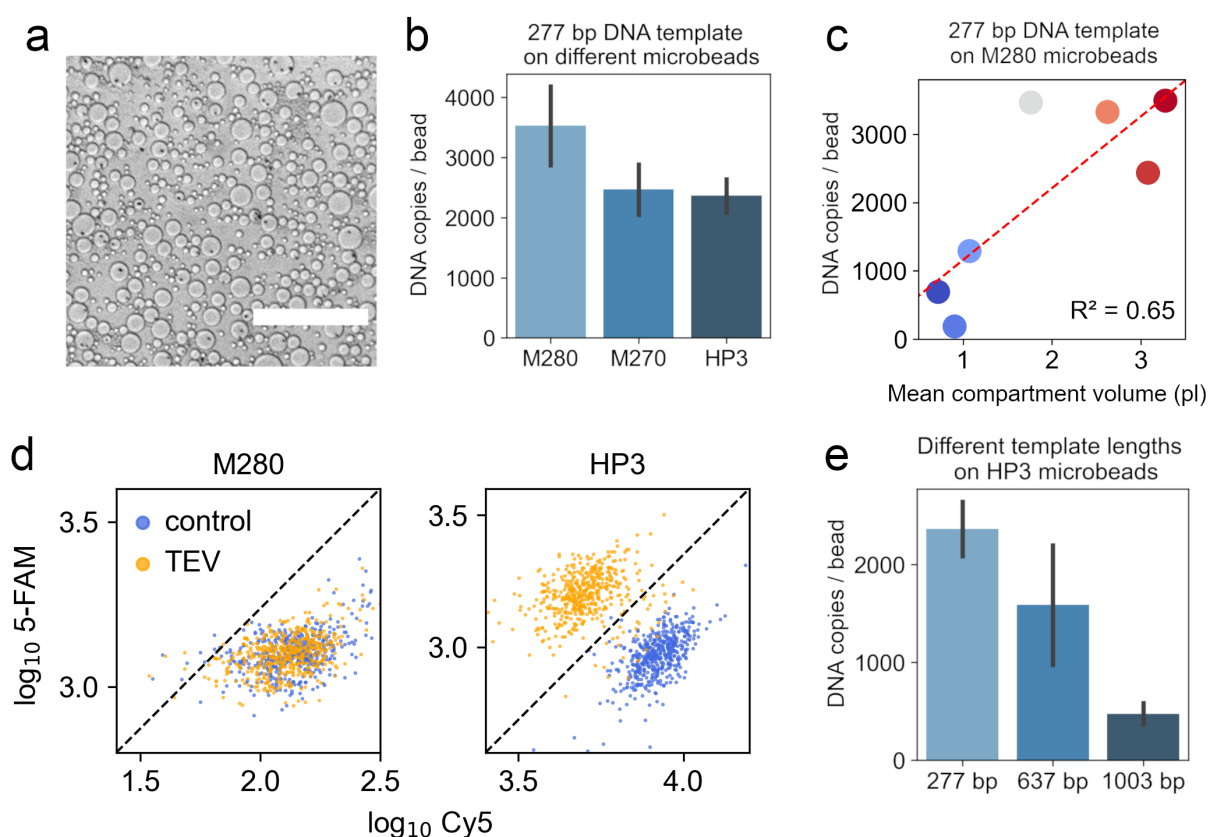 a
b
277 bp DNA template
on different microbeads
DNA copies / bead
4000
3000
2000
1000
0
M280
M270
HP3
c
277 bp DNA template
on M280 microbeads
DNA copies / bead
3000
2000
1000
0
R² = 0.65
1
2
3
Mean compartment volume (pl)
d
M280
HP3
log₁₀ 5-FAM
3.5
3.0
control
TEV
1.5
2.0
2.5
3.5
3.0
3.5
4.0
log₁₀ Cy5
e
Different template lengths
on HP3 microbeads
DNA copies / bead
2000
1000
0
277 bp
637 bp
1003 bp